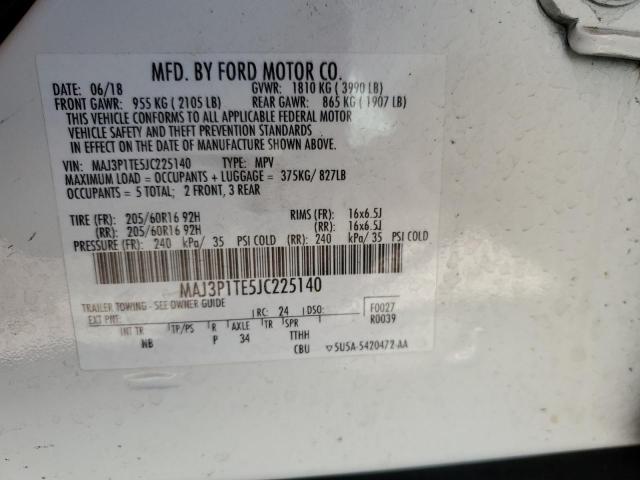 MFD. BY FORD MOTOR CO.
DATE: 06/18 GVWR: 1810 KG (3990 LB)
FRONT GAWR: 955 KG (2105 LB) REAR GAWR: 865 KG (1907 LB)
THIS VEHICLE CONFORMS TO ALL APPLICABLE FEDERAL MOTOR
VEHICLE SAFETY AND THEFT PREVENTION STANDARDS
IN EFFECT ON THE DATE OF MANUFACTURE SHOWN ABOVE.
VIN: MAJ3P1TE5JC225140 TYPE: MPV
MAXIMUM LOAD = OCCUPANTS + LUGGAGE = 375KG/ 827LB
OCCUPANTS = 5 TOTAL; 2 FRONT, 3 REAR
TIRE (FR): 205/60R16 92H RIMS (FR): 16x6.5J
(RR): 205/60R16 92H (RR): 16x6.5J
PRESSURE (FR): 240 kPa/ 35 PSI COLD (RR): 240 kPa/ 35 PSI COLD
MAJ3P1TE5JC225140
TRAILER TOWING - SEE OWNER GUIDE
EXT PNT: RC: 24 DSO: F0027
R0039
INT TR TP/PS R AXLE TR SPR
NB P 34 TTHH
CBU ▽5U5A-5420472-AA